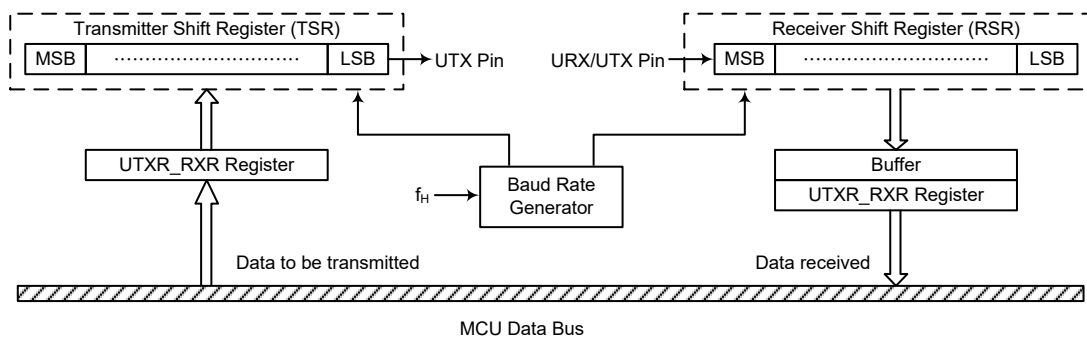 Transmitter Shift Register (TSR)
MSB ………………………… LSB
UTX Pin
URX/UTX Pin
Receiver Shift Register (RSR)
MSB ………………………… LSB
UTXR_RXR Register
fH
Baud Rate
Generator
Buffer
UTXR_RXR Register
Data to be transmitted
Data received
MCU Data Bus